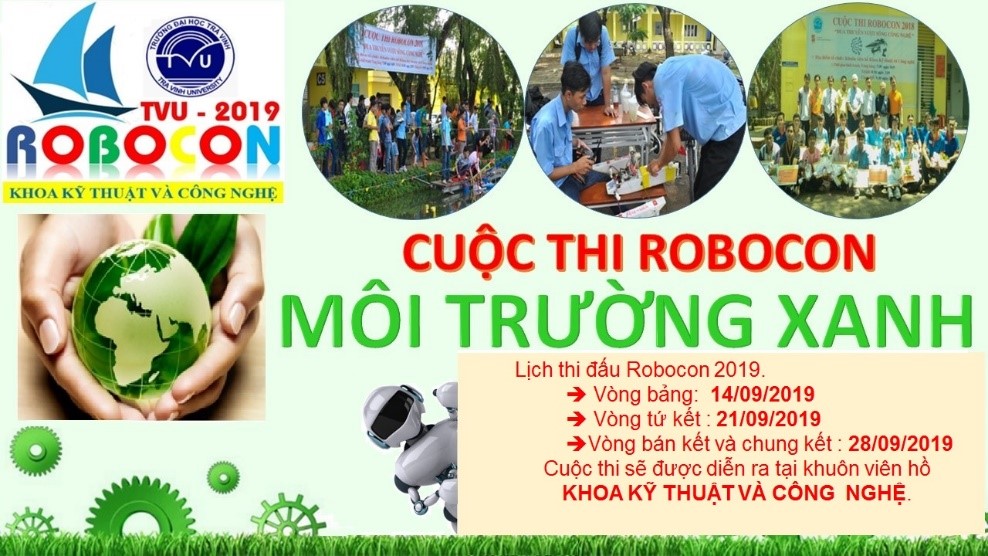 TRƯỜNG ĐẠI HỌC TRÀ VINH
TVU
TRA VINH UNIVERSITY
TVU - 2019
ROBOCON
KHOA KỸ THUẬT VÀ CÔNG NGHỆ
CUỘC THI ROBOCON 2018
CUỘC THI ROBOCON
MÔI TRƯỜNG XANH
Lịch thi đấu Robocon 2019.
➔ Vòng bảng: 14/09/2019
➔ Vòng tứ kết : 21/09/2019
➔Vòng bán kết và chung kết : 28/09/2019
Cuộc thi sẽ được diễn ra tại khuôn viên hồ
KHOA KỸ THUẬT VÀ CÔNG NGHỆ.